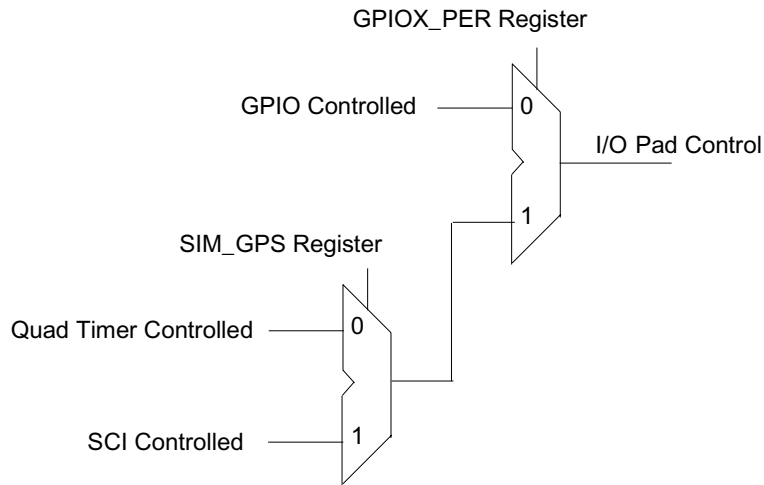 GPIOX_PER Register
GPIO Controlled
0
I/O Pad Control
1
SIM_GPS Register
Quad Timer Controlled
0
SCI Controlled
1